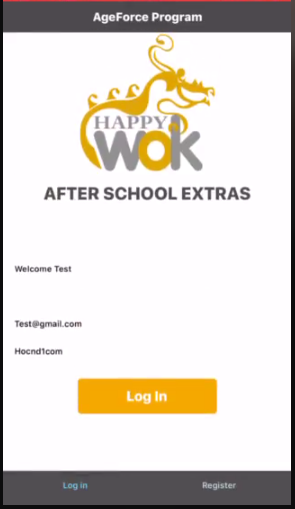 AgeForce Program
HAPPY
WOK
AFTER SCHOOL EXTRAS
Welcome Test
Test@gmail.com
Hocnd1com
Log In
Log in
Register